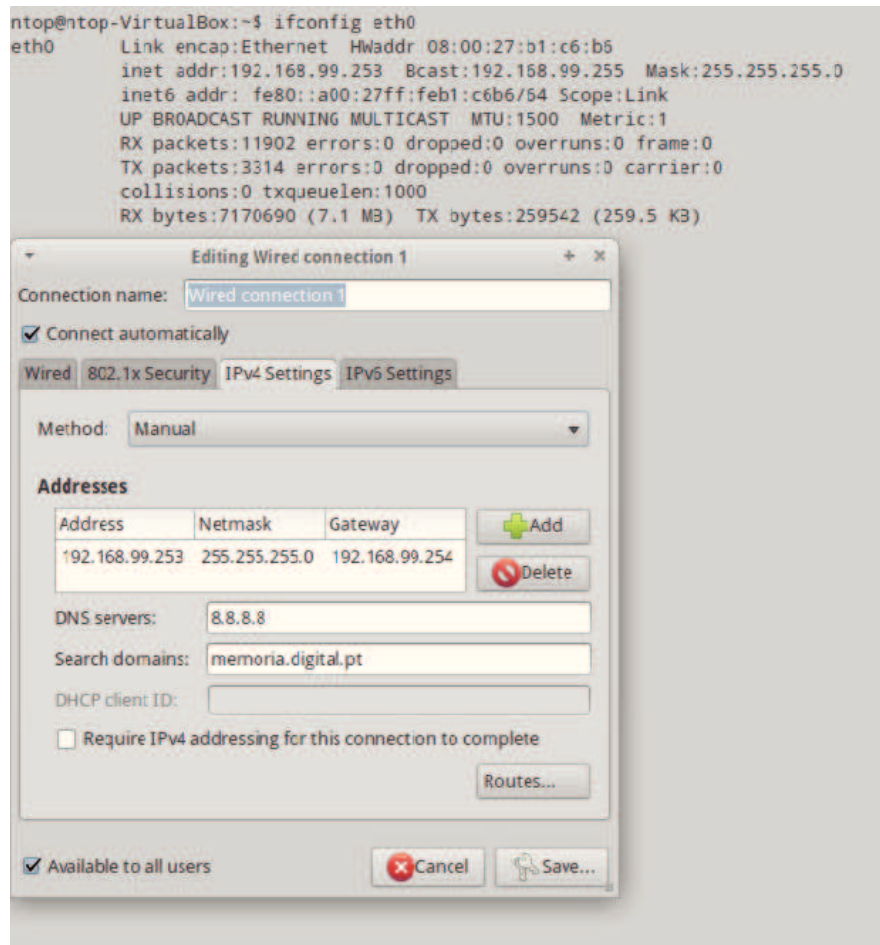 ntop@ntop-VirtualBox:~$ ifconfig eth0
eth0 Link encap:Ethernet HWaddr 08:00:27:b1:c6:b6
inet addr:192.168.99.253 Bcast:192.168.99.255 Mask:255.255.255.0
inet6 addr: fe80::a00:27ff:feb1:c6b6/64 Scope:Link
UP BROADCAST RUNNING MULTICAST MTU:1500 Metric:1
RX packets:11902 errors:0 dropped:0 overruns:0 frame:0
TX packets:3314 errors:0 dropped:0 overruns:0 carrier:0
collisions:0 txqueuelen:1000
RX bytes:7170690 (7.1 MB) TX bytes:259542 (259.5 KB)
Editing Wired connection 1
Connection name: Wired connection 1
Connect automatically
Wired 802.1x Security IPv4 Settings IPv6 Settings
Method: Manual
Addresses
Address Netmask Gateway Add
192.168.99.253 255.255.255.0 192.168.99.254
Delete
DNS servers: 8.8.8.8
Search domains: memoria.digital.pt
DHCP client ID:
Require IPv4 addressing for this connection to complete
Routes...
Available to all users Cancel Save...